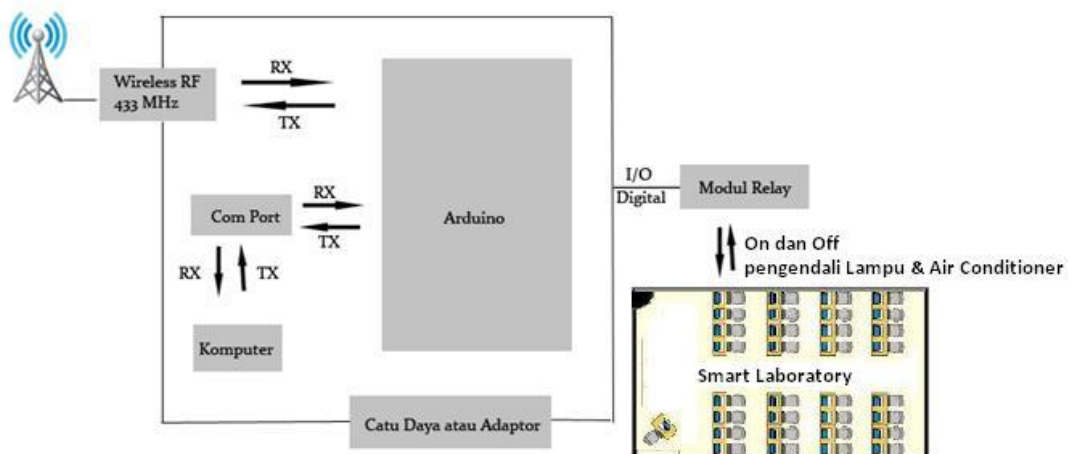 Wireless RF
433 MHz
RX
TX
Com Port
RX
TX
RX
TX
Komputer
Arduino
Catu Daya atau Adaptor
I/O
Digital
Modul Relay
On dan Off
pengendali Lampu & Air Conditioner
Smart Laboratory